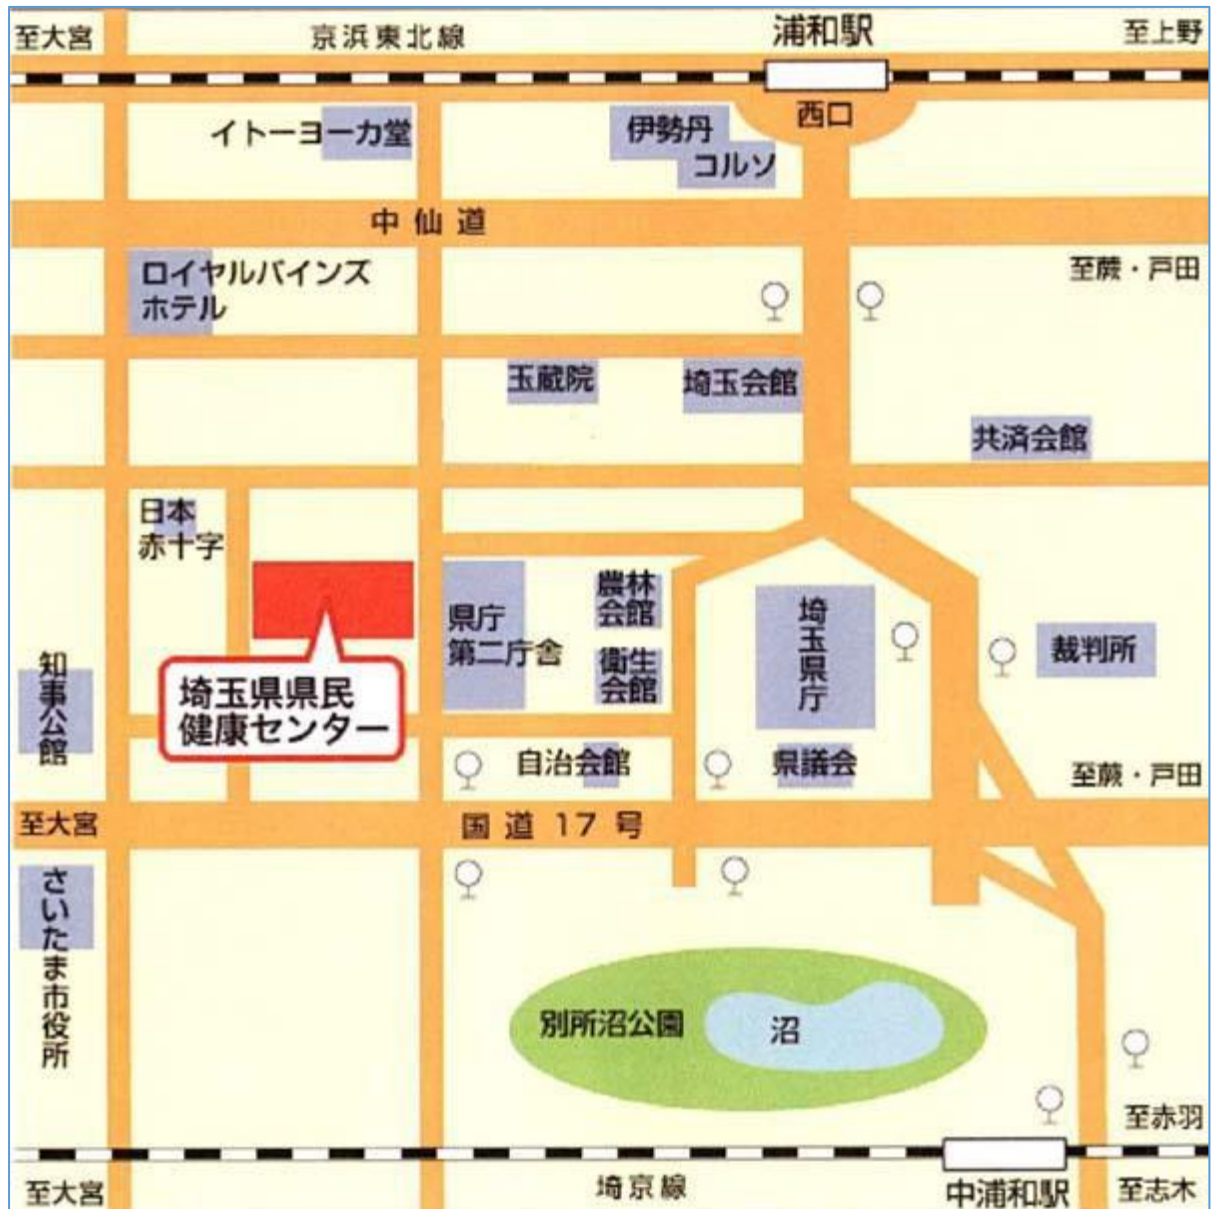 至大宮
京浜東北線
浦和駅
至上野
西口
イトーヨーカ堂
伊勢丹
コルソ
中仙道
ロイヤルパインズ
ホテル
至蕨・戸田
玉蔵院
埼玉会館
共済会館
日本
赤十字
県庁
第二庁舎
農林
会館
衛生
会館
埼玉県庁
裁判所
知事公館
埼玉県県民
健康センター
自治会館
県議会
至蕨・戸田
至大宮
国道17号
さいたま市役所
別所沼公園
沼
至赤羽
至大宮
埼京線
中浦和駅
至志木